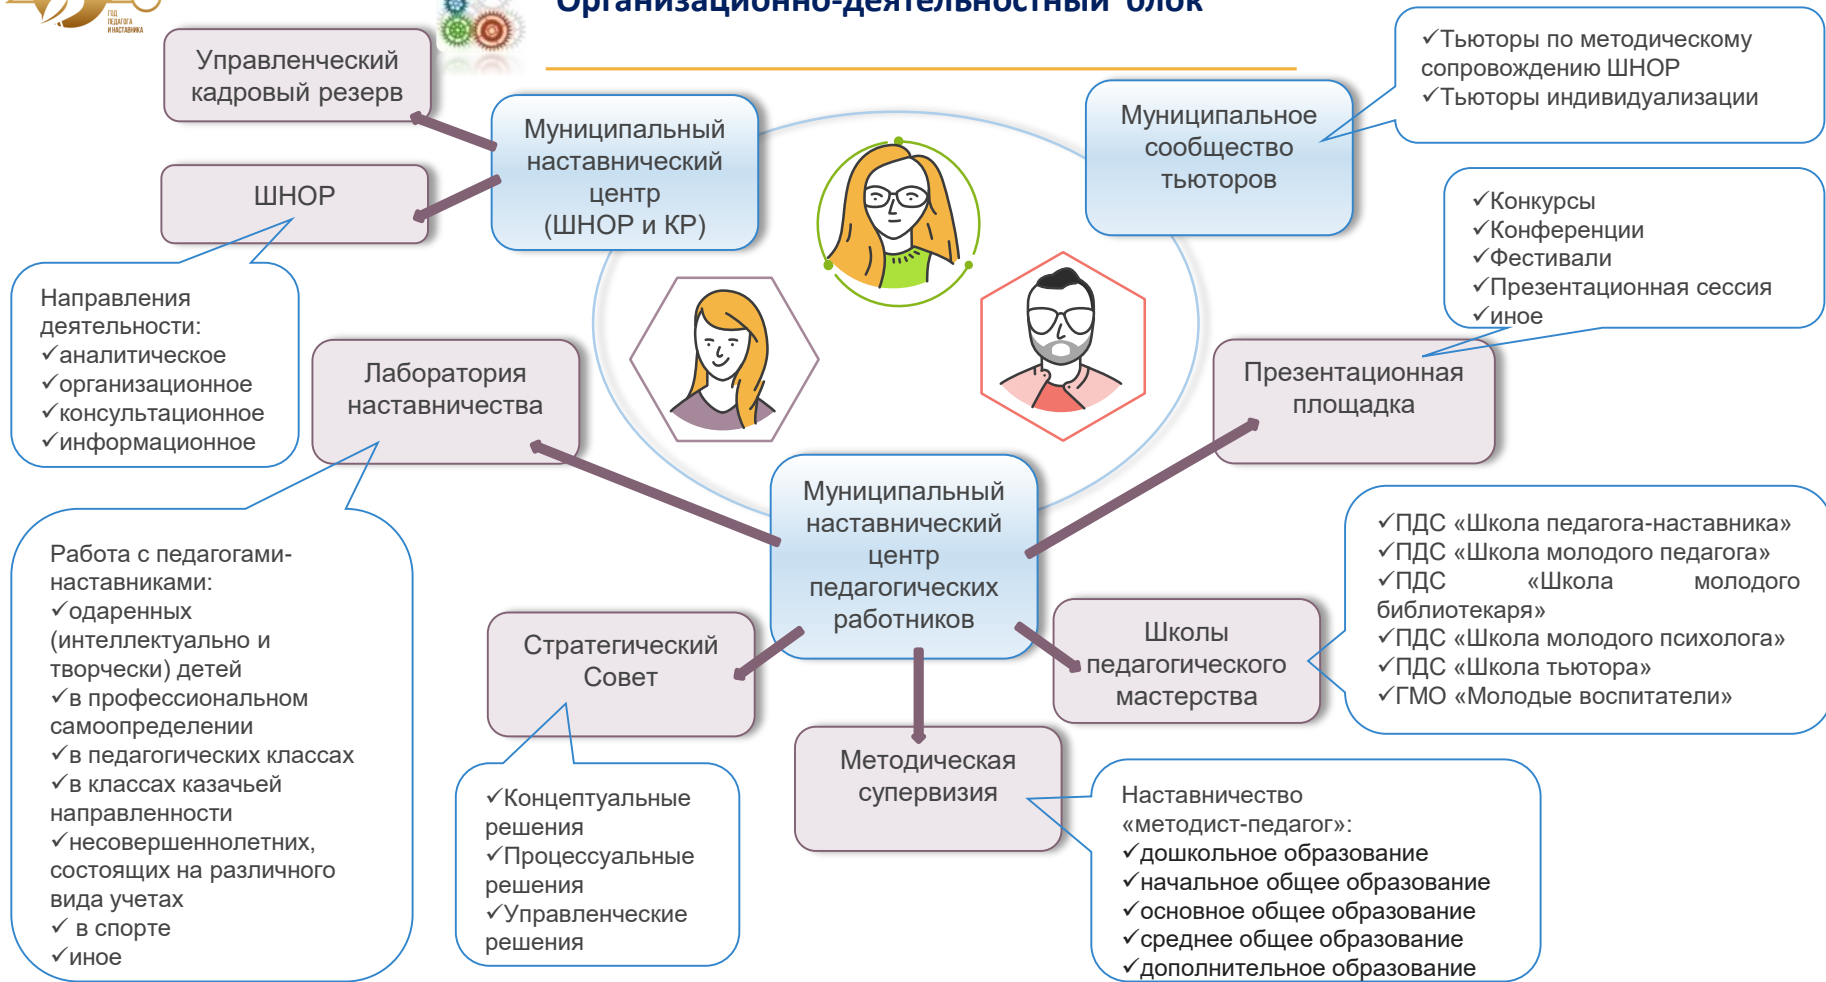 ГОД
ПЕДАГОГА
И НАСТАВНИКА
Организационно-деятельностный блок
Управленческий
кадровый резерв
ШНОР
Муниципальный
наставнический
центр
(ШНОР и КР)
Муниципальное
сообщество
тьюторов
✓Тьюторы по методическому
сопровождению ШНОР
✓Тьюторы индивидуализации
✓Конкурсы
✓Конференции
✓Фестивали
✓Презентационная сессия
✓иное
Направления
деятельности:
✓аналитическое
✓организационное
✓консультационное
✓информационное
Лаборатория
наставничества
Презентационная
площадка
Муниципальный
наставнический
центр
педагогических
работников
Работа с педагогами-
наставниками:
✓одаренных
(интеллектуально и
творчески) детей
✓в профессиональном
самоопределении
✓в педагогических классах
✓в классах казачьей
направленности
✓несовершеннолетних,
состоящих на различного
вида учетах
✓ в спорте
✓иное
Стратегический
Совет
✓Концептуальные
решения
✓Процессуальные
решения
✓Управленческие
решения
Методическая
супервизия
Школы
педагогического
мастерства
✓ПДС «Школа педагога-наставника»
✓ПДС «Школа молодого педагога»
✓ПДС «Школа молодого
библиотекаря»
✓ПДС «Школа молодого психолога»
✓ПДС «Школа тьютора»
✓ГМО «Молодые воспитатели»
Наставничество
«методист-педагог»:
✓дошкольное образование
✓начальное общее образование
✓основное общее образование
✓среднее общее образование
✓дополнительное образование